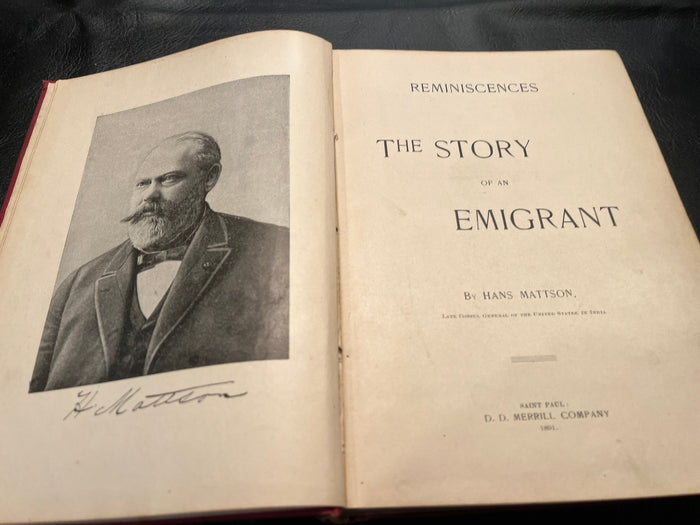 H. Mattson
REMINISCENCES
THE STORY
OF AN
EMIGRANT
BY HANS MATTSON,
LATE CONSUL GENERAL OF THE UNITED STATES IN INDIA
SAINT PAUL:
D. D. MERRILL COMPANY
1891.